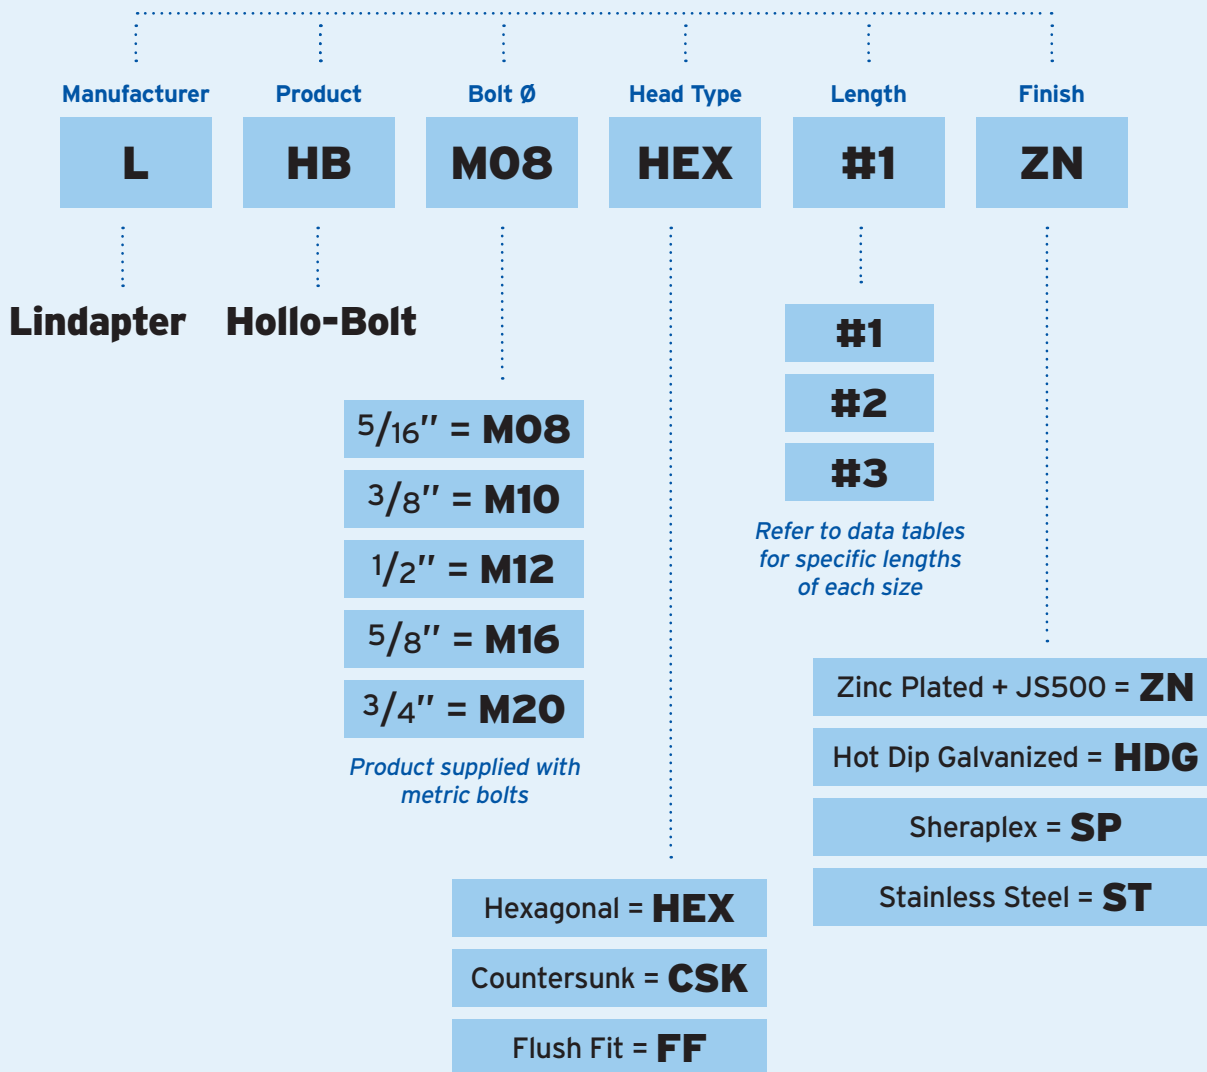 Manufacturer Product Bolt Ø Head Type Length Finish
L HB M08 HEX #1 ZN
Lindapter Hollo-Bolt
5/16" = M08
3/8" = M10
1/2" = M12
5/8" = M16
3/4" = M20
Product supplied with
metric bolts
Hexagonal = HEX
Countersunk = CSK
Flush Fit = FF
#1
#2
#3
Refer to data tables
for specific lengths
of each size
Zinc Plated + JS500 = ZN
Hot Dip Galvanized = HDG
Sheraplex = SP
Stainless Steel = ST